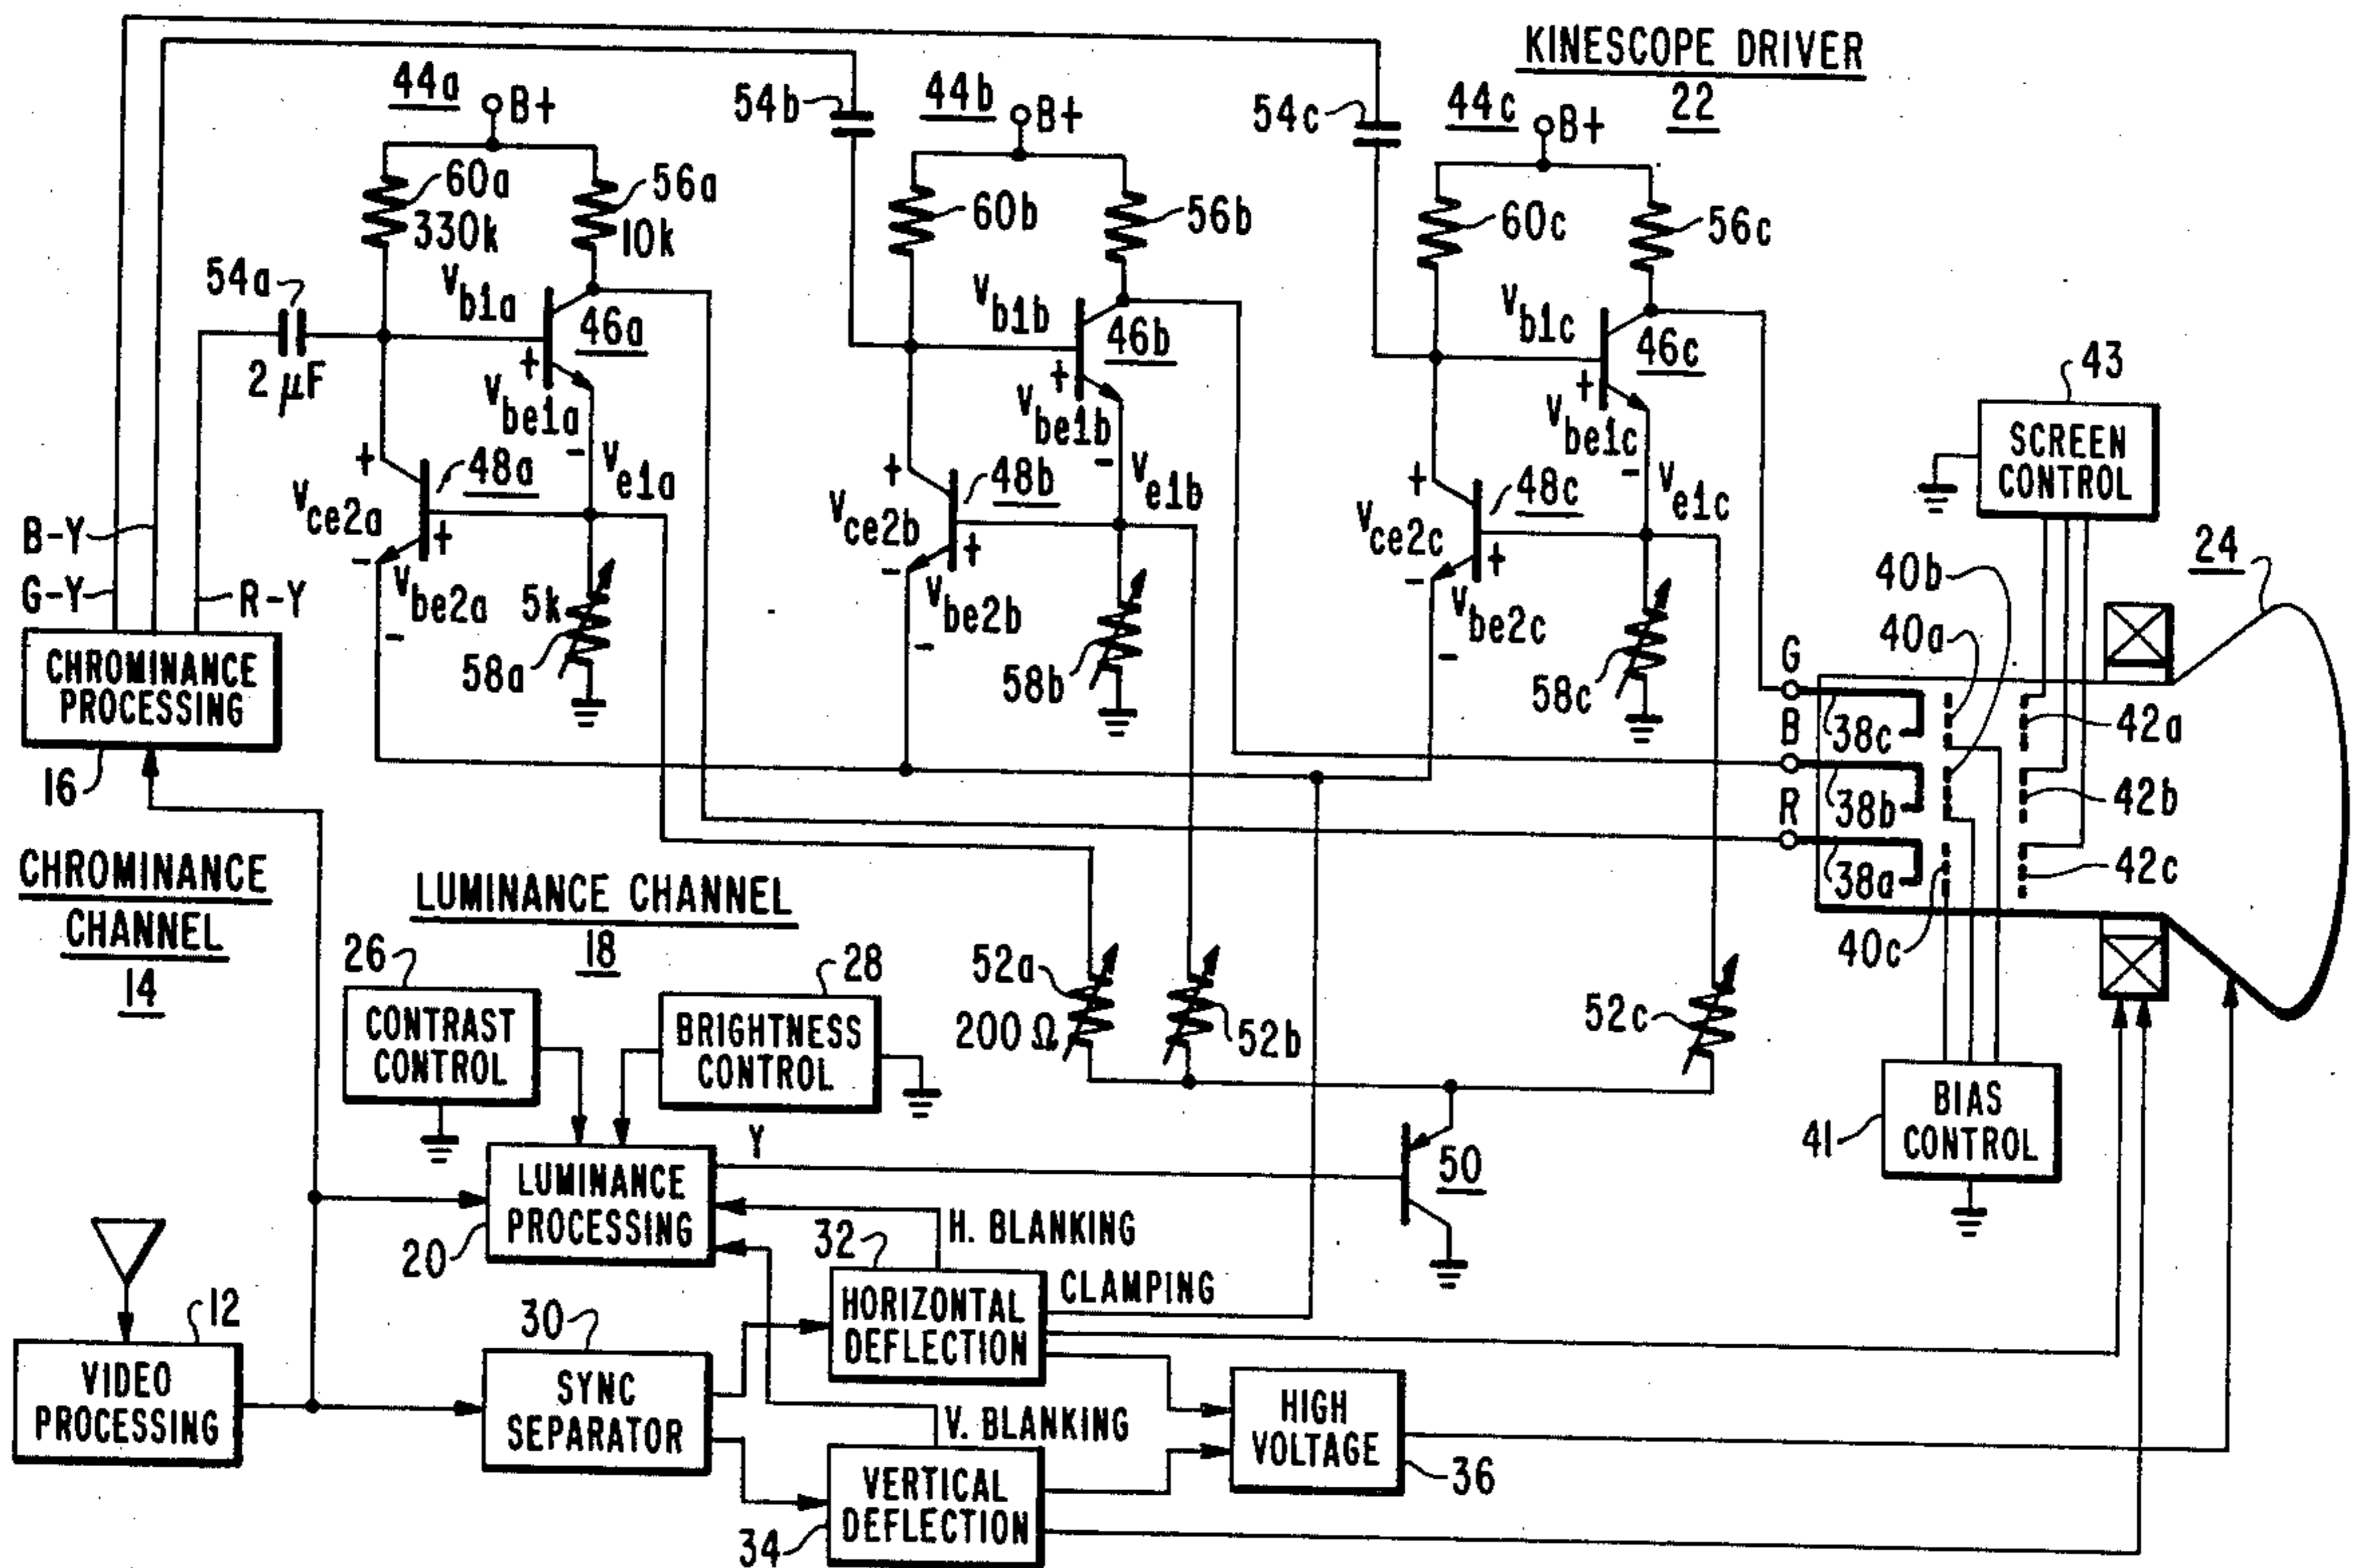 KINESCOPE DRIVER
22
44a
B+
60a
330k
56a
10k
54a
2 µF
Vb1a
46a
+
Vbe1a
-
Ve1a
+
48a
Vce2a
+
-
Vbe2a
-
5k
58a
54b
44b
B+
60b
56b
Vb1b
46b
+
Vbe1b
-
Ve1b
+
48b
Vce2b
+
-
Vbe2b
-
58b
54c
44c
B+
60c
56c
Vb1c
46c
+
Vbe1c
-
Ve1c
+
48c
Vce2c
+
-
Vbe2c
-
58c
B-Y
G-Y
R-Y
CHROMINANCE
PROCESSING
16
CHROMINANCE
CHANNEL
14
43
SCREEN
CONTROL
24
40b
40a
G
38c
42a
B
38b
42b
R
38a
42c
40c
LUMINANCE CHANNEL
18
26
CONTRAST
CONTROL
28
BRIGHTNESS
CONTROL
52a
200 Ω
52b
52c
BIAS
CONTROL
41
Y
50
LUMINANCE
PROCESSING
20
H. BLANKING
32
CLAMPING
HORIZONTAL
DEFLECTION
12
VIDEO
PROCESSING
30
SYNC
SEPARATOR
V. BLANKING
HIGH
VOLTAGE
36
VERTICAL
DEFLECTION
34